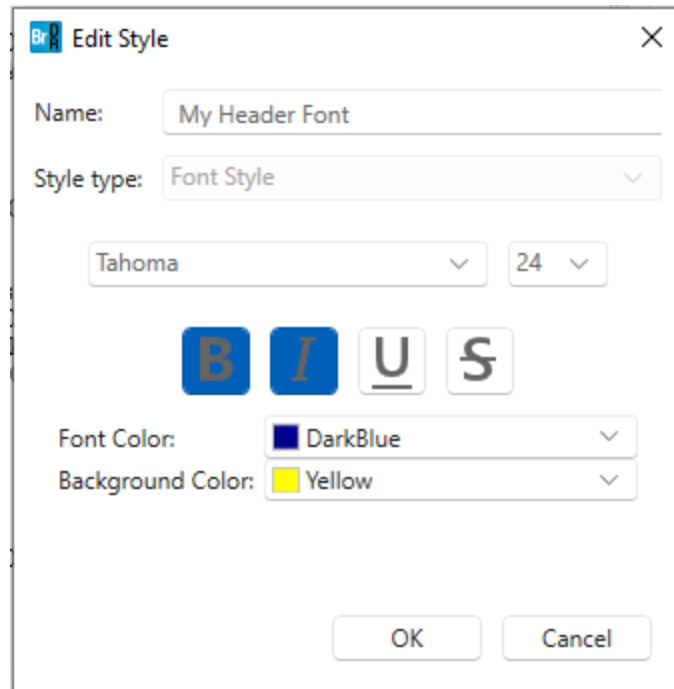 Br DR Edit Style
Name: My Header Font
Style type: Font Style
Tahoma 24
B I U S
Font Color: DarkBlue
Background Color: Yellow
OK Cancel